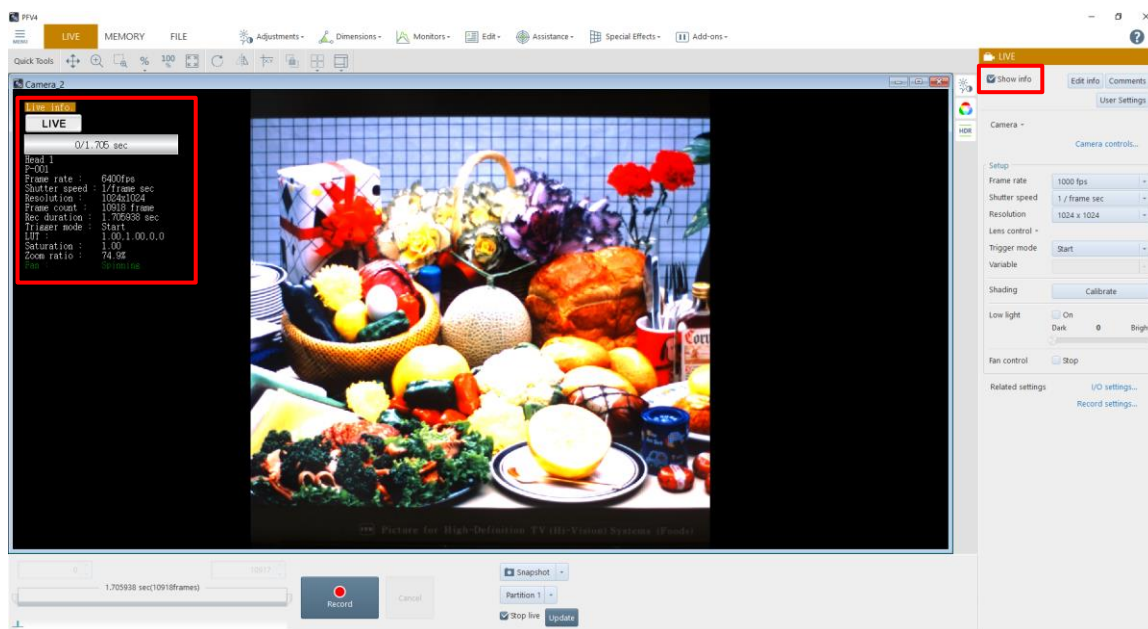 PFV4
MENU
LIVE
MEMORY
FILE
Adjustments
Dimensions
Monitors
Edit
Assistance
Special Effects
Add-ons
?
Quick Tools
%
100
%
Camera_2
Live info.
LIVE
0/1.705 sec
Head 1
P-001
Frame rate : 6400fps
Shutter speed : 1/frame sec
Resolution : 1024x1024
Frame count : 10918 frame
Rec duration : 1.705938 sec
Trigger mode : Start
LUT : 1.00,1.00,0,0
Saturation : 1.00
Zoom ratio : 74.9%
Fan Spinning
Picture for High-Definition TV (Hi-Vision) Systems (Foods)
HDR
LIVE
Show info
Edit info
Comments
User Settings
Camera
Camera controls...
Setup
Frame rate 1000 fps
Shutter speed 1 / frame sec
Resolution 1024 x 1024
Lens control
Trigger mode Start
Variable
Shading Calibrate
Low light On
Dark 0 Brigh
Fan control Stop
Related settings I/O settings...
Record settings...
0
10917
1.705938 sec(10918frames)
Record
Cancel
Snapshot
Partition 1
Stop live
Update